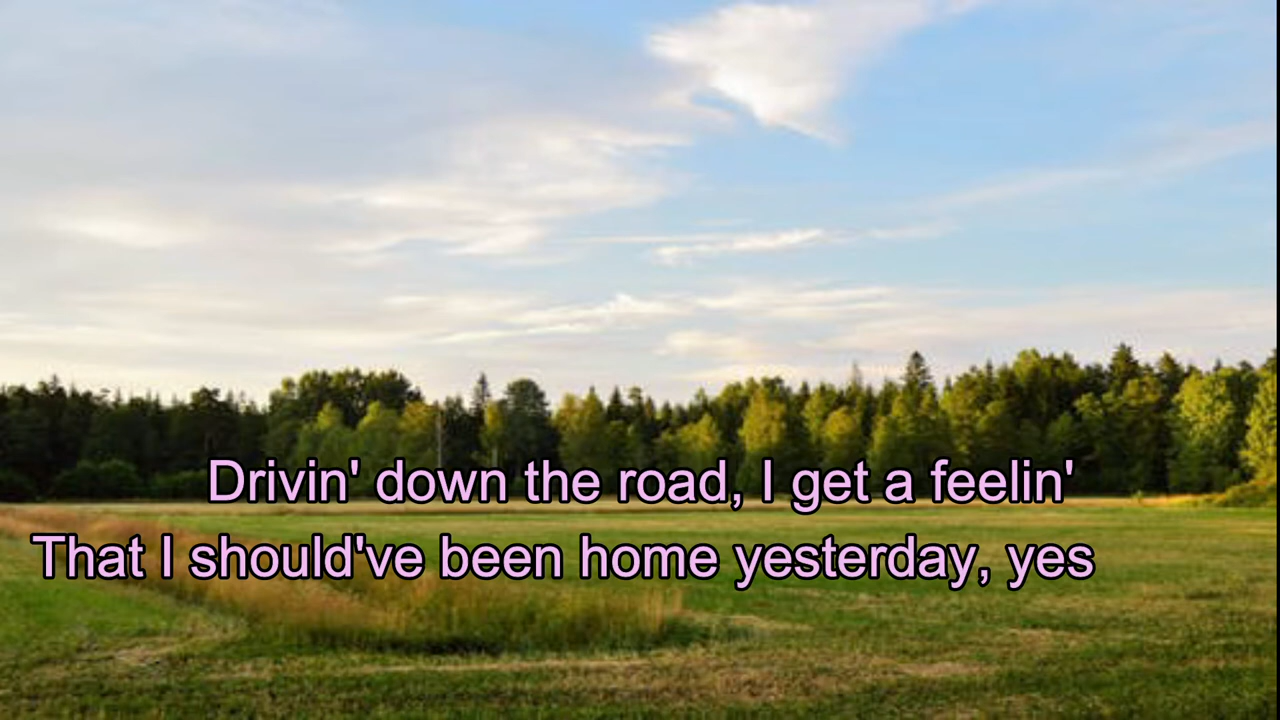 Drivin' down the road, I get a feelin'
That I should've been home yesterday, yes